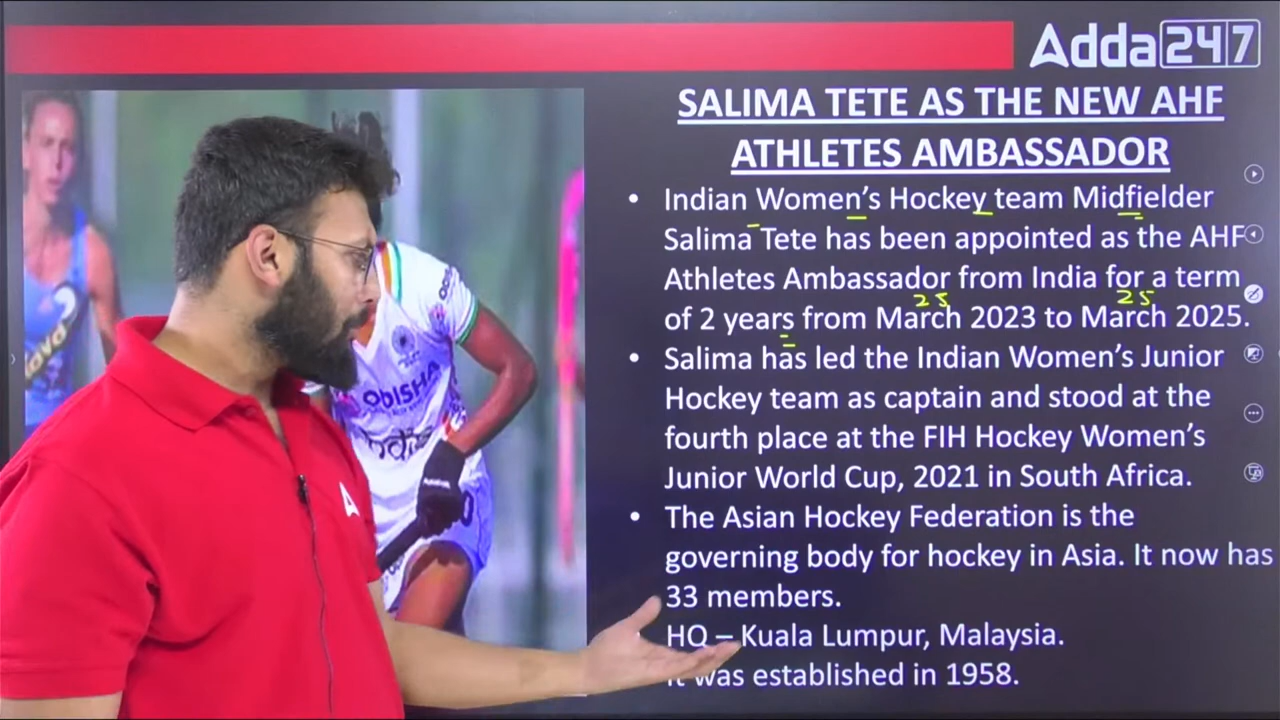 Adda247
SALIMA TETE AS THE NEW AHF
ATHLETES AMBASSADOR
• Indian Women's Hockey team Midfielder
Salima Tete has been appointed as the AHF
Athletes Ambassador from India for a term
25 25
of 2 years from March 2023 to March 2025.
• Salima has led the Indian Women's Junior
Hockey team as captain and stood at the
fourth place at the FIH Hockey Women's
Junior World Cup, 2021 in South Africa.
• The Asian Hockey Federation is the
governing body for hockey in Asia. It now has
33 members.
HQ – Kuala Lumpur, Malaysia.
It was established in 1958.
ODISHA
India
A